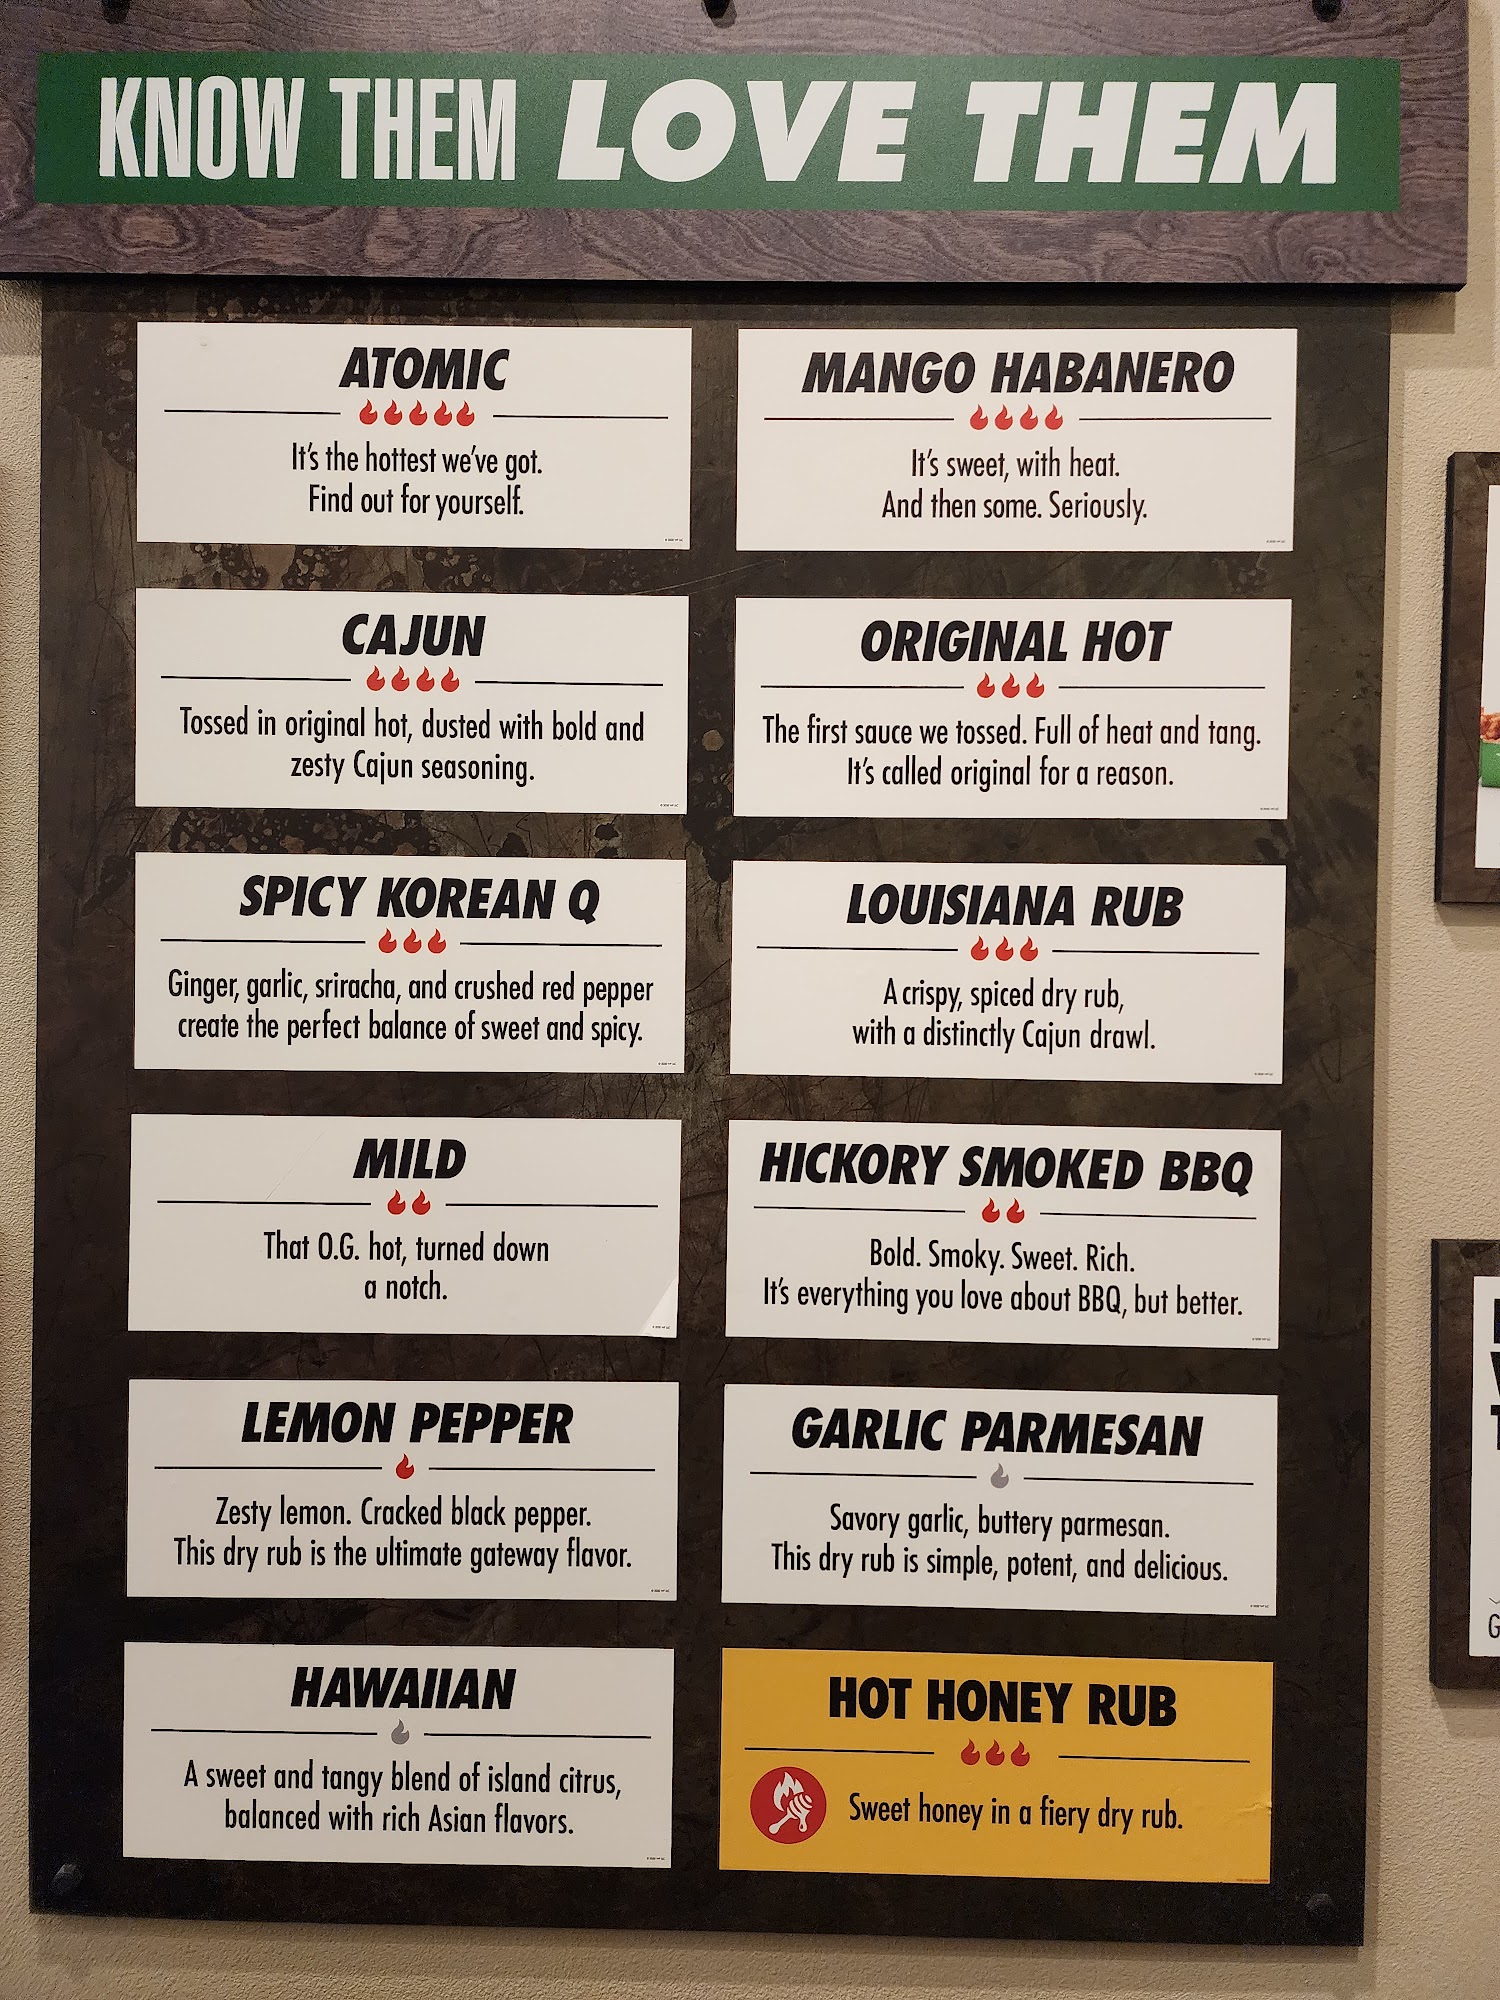 KNOW THEM LOVE THEM
ATOMIC
It's the hottest we've got.
Find out for yourself.
MANGO HABANERO
It's sweet, with heat.
And then some. Seriously.
CAJUN
Tossed in original hot, dusted with bold and
zesty Cajun seasoning.
ORIGINAL HOT
The first sauce we tossed. Full of heat and tang.
It's called original for a reason.
SPICY KOREAN Q
Ginger, garlic, sriracha, and crushed red pepper
create the perfect balance of sweet and spicy.
LOUISIANA RUB
A crispy, spiced dry rub,
with a distinctly Cajun drawl.
MILD
That O.G. hot, turned down
a notch.
HICKORY SMOKED BBQ
Bold. Smoky. Sweet. Rich.
It's everything you love about BBQ, but better.
LEMON PEPPER
Zesty lemon. Cracked black pepper.
This dry rub is the ultimate gateway flavor.
GARLIC PARMESAN
Savory garlic, buttery parmesan.
This dry rub is simple, potent, and delicious.
HAWAIIAN
A sweet and tangy blend of island citrus,
balanced with rich Asian flavors.
HOT HONEY RUB
Sweet honey in a fiery dry rub.